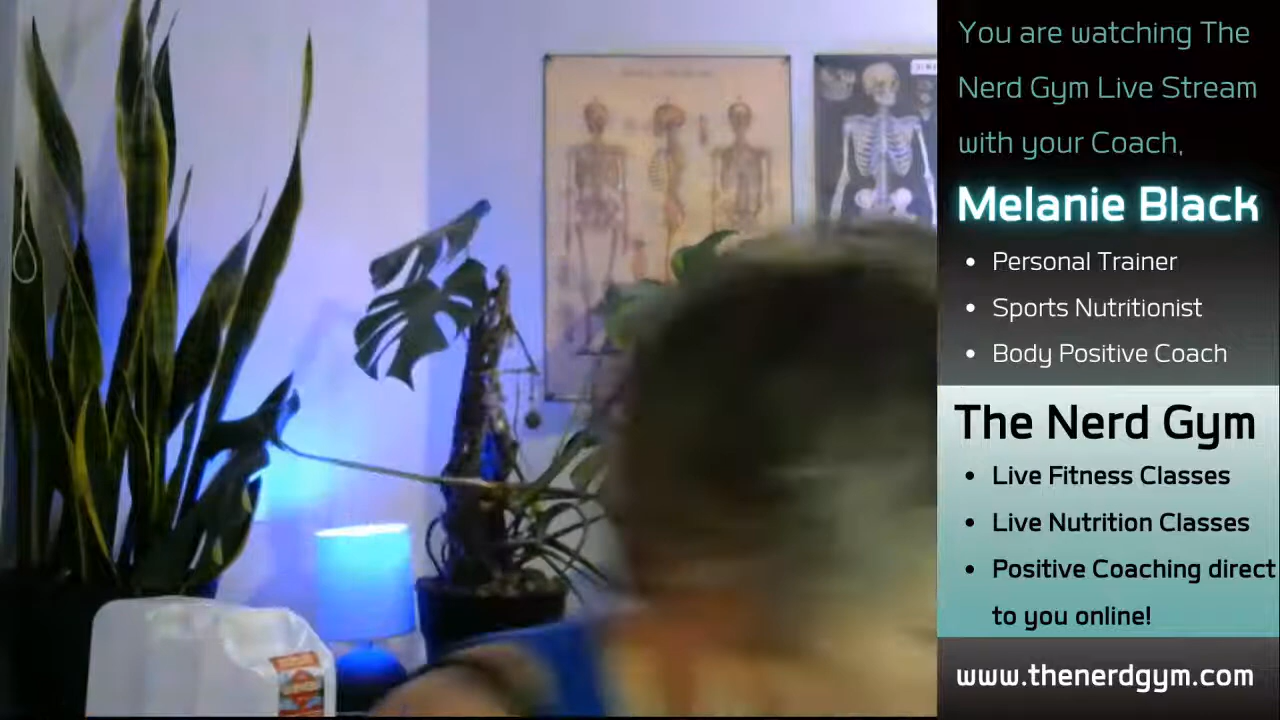 You are watching The
Nerd Gym Live Stream
with your Coach,
Melanie Black
• Personal Trainer
• Sports Nutritionist
• Body Positive Coach
The Nerd Gym
• Live Fitness Classes
• Live Nutrition Classes
• Positive Coaching direct
to you online!
www.thenerdgym.com